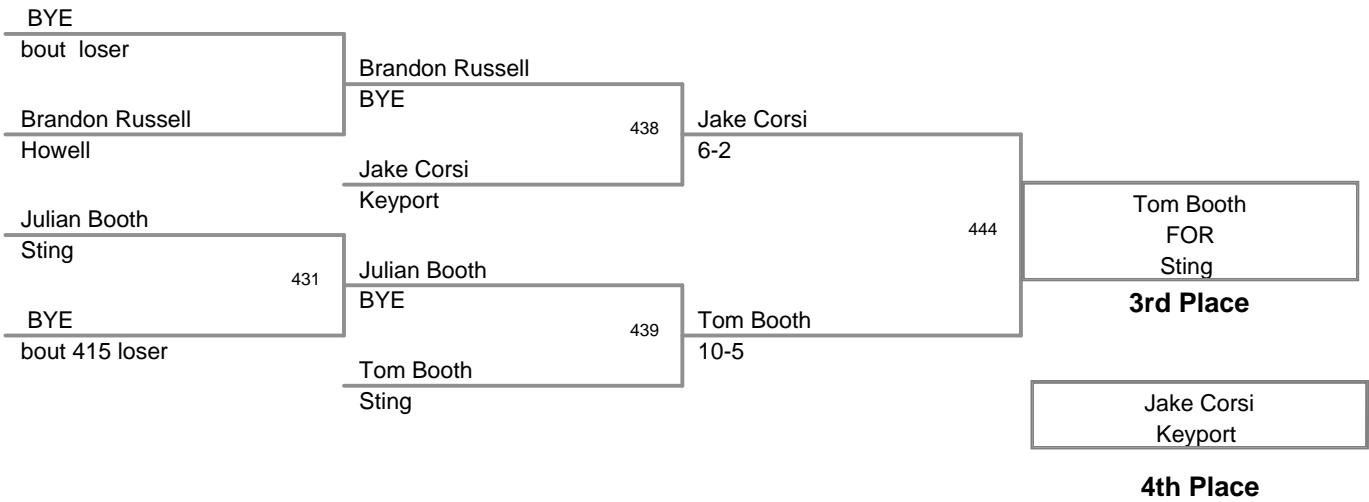 BYE
bout loser
Brandon Russell
BYE
Brandon Russell
Howell
438
Jake Corsi
6-2
Jake Corsi
Keyport
Julian Booth
Sting
431
Julian Booth
BYE
BYE
bout 415 loser
439
Tom Booth
10-5
Tom Booth
Sting
444
Tom Booth
FOR
Sting
3rd Place
Jake Corsi
Keyport
4th Place